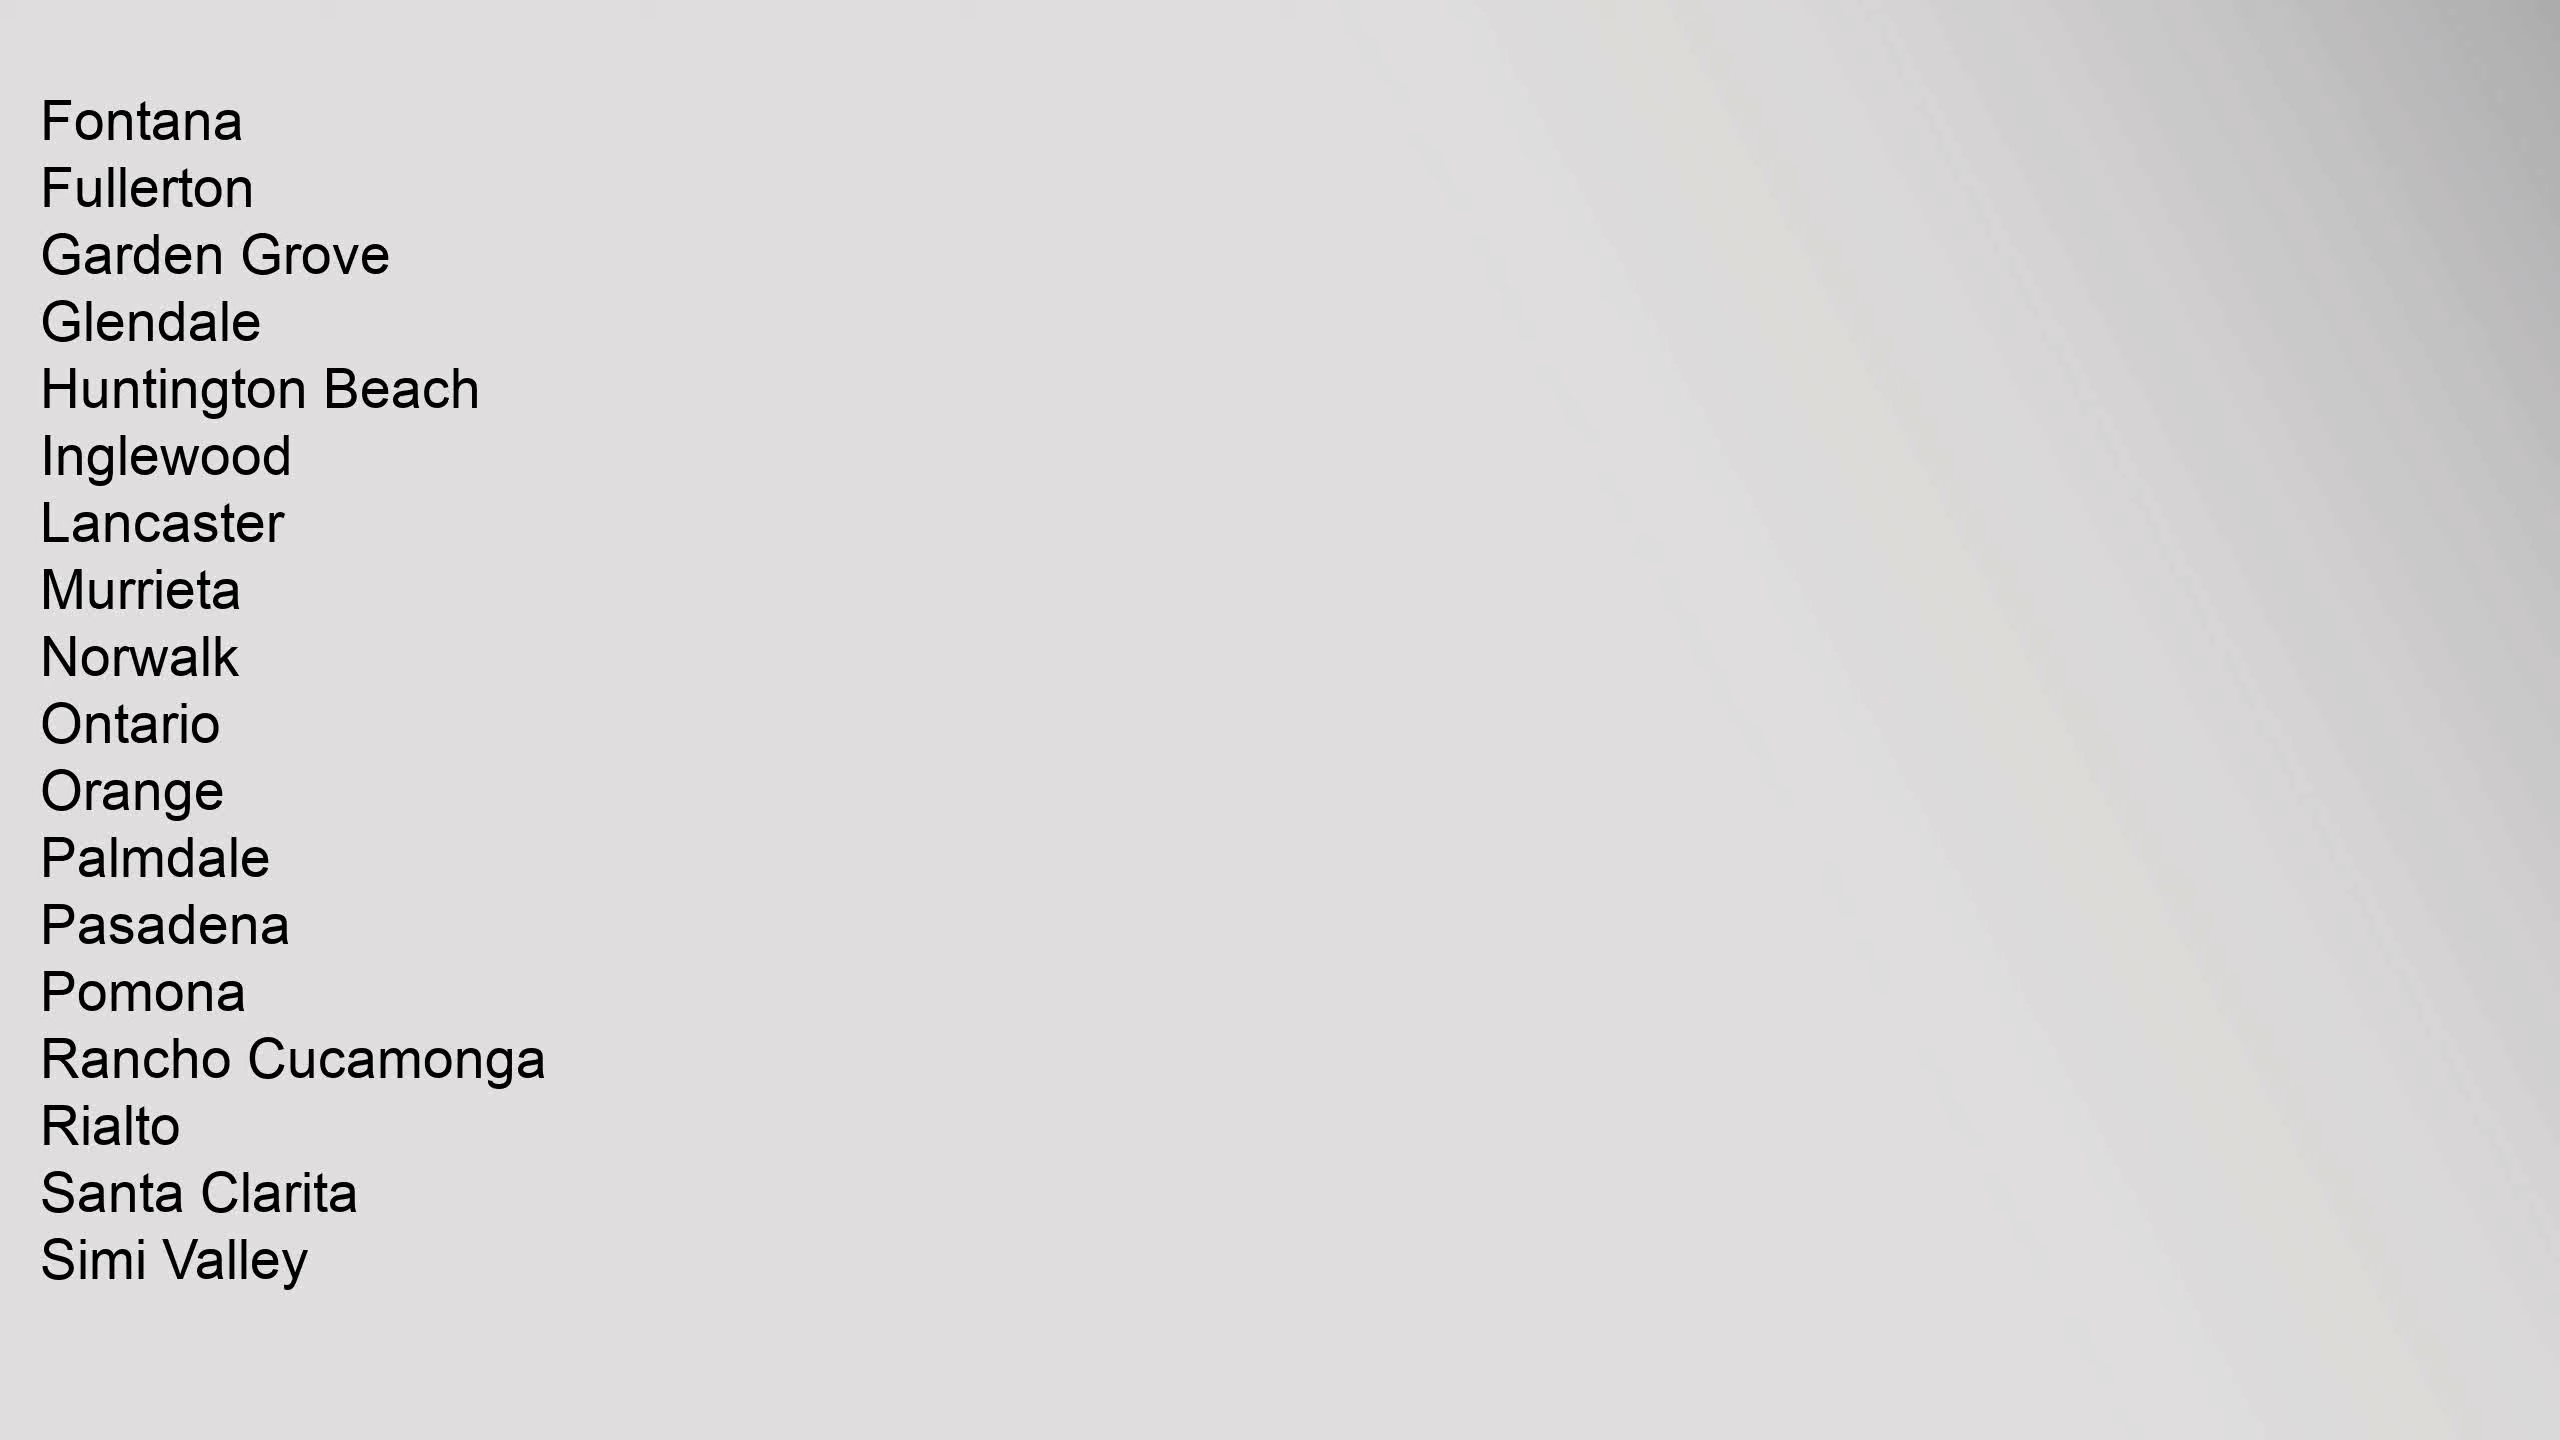 Fontana
Fullerton
Garden Grove
Glendale
Huntington Beach
Inglewood
Lancaster
Murrieta
Norwalk
Ontario
Orange
Palmdale
Pasadena
Pomona
Rancho Cucamonga
Rialto
Santa Clarita
Simi Valley